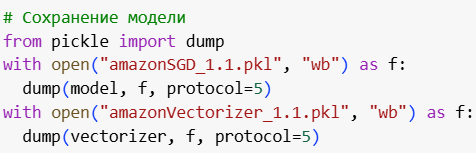 # Сохранение модели
from pickle import dump
with open("amazonSGD_1.1.pkl", "wb") as f:
  dump(model, f, protocol=5)
with open("amazonVectorizer_1.1.pkl", "wb") as f:
  dump(vectorizer, f, protocol=5)